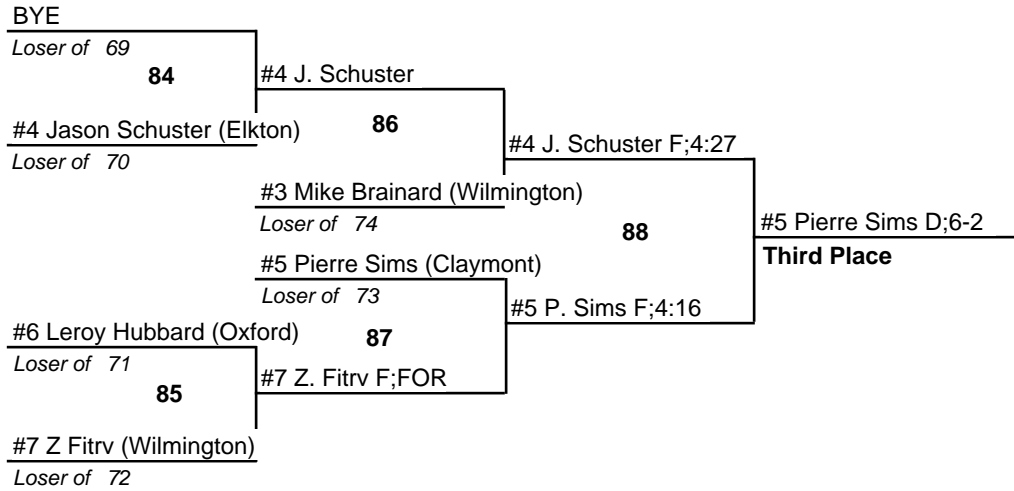 BYE
Loser of 69
84
#4 J. Schuster
#4 Jason Schuster (Elkton)
Loser of 70
86
#4 J. Schuster F;4:27
#3 Mike Brainard (Wilmington)
Loser of 74
88
#5 Pierre Sims D;6-2
Third Place
#5 Pierre Sims (Claymont)
Loser of 73
#5 P. Sims F;4:16
#6 Leroy Hubbard (Oxford)
Loser of 71
87
85
#7 Z. Fitrv F;FOR
#7 Z Fitrv (Wilmington)
Loser of 72